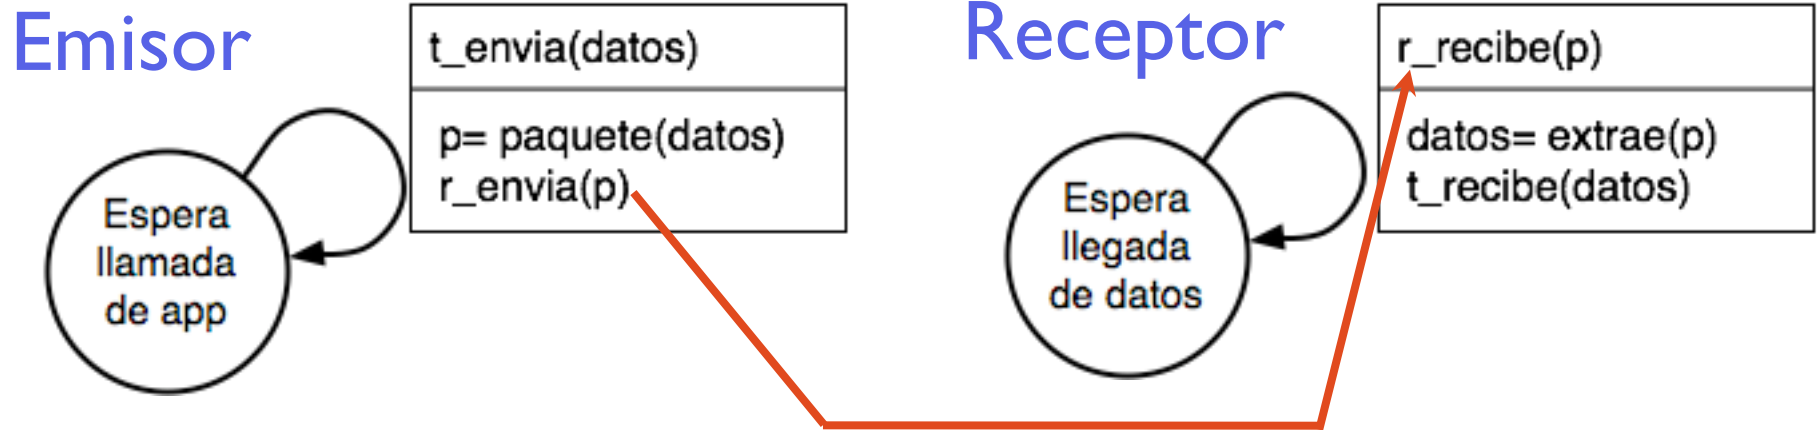 Emisor
t_envia(datos)
p= paquete(datos)
r_envia(p)
Espera
llamada
de app
Receptor
r_recibe(p)
datos= extrae(p)
t_recibe(datos)
Espera
llegada
de datos